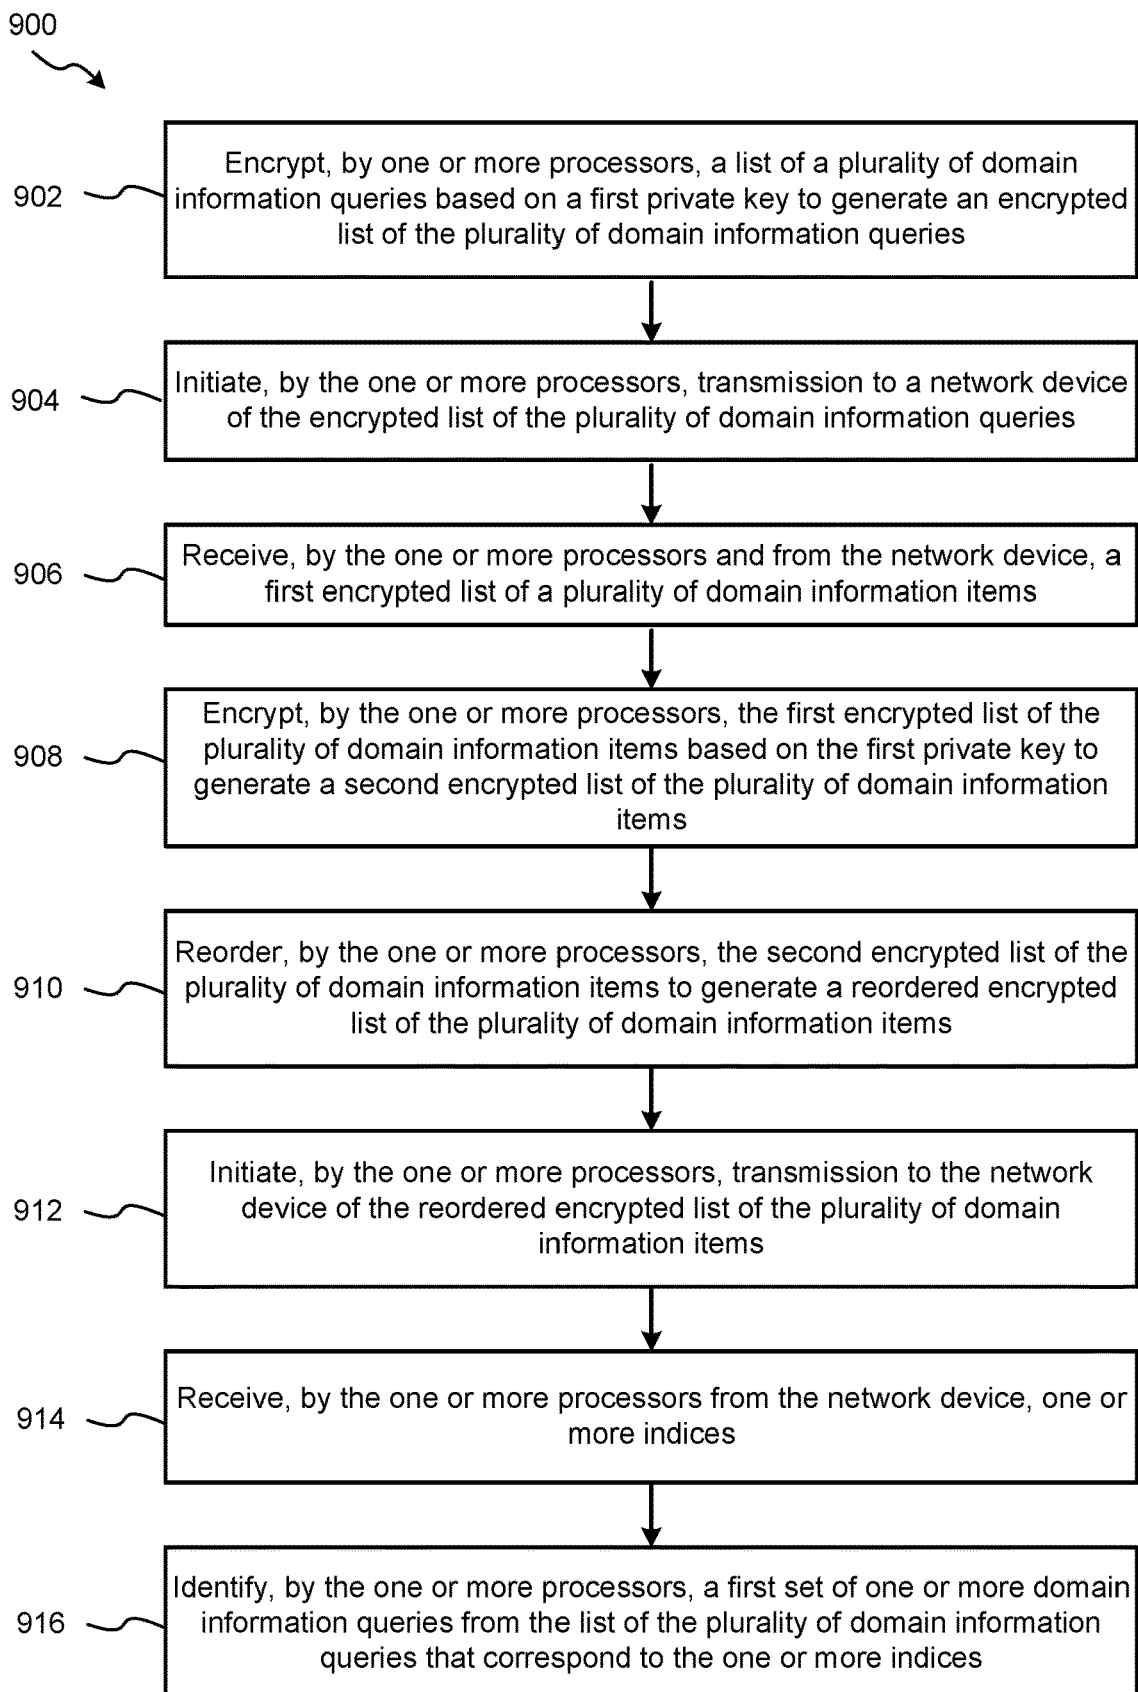 900
902
Encrypt, by one or more processors, a list of a plurality of domain
information queries based on a first private key to generate an encrypted
list of the plurality of domain information queries
904
Initiate, by the one or more processors, transmission to a network device
of the encrypted list of the plurality of domain information queries
906
Receive, by the one or more processors and from the network device, a
first encrypted list of a plurality of domain information items
908
Encrypt, by the one or more processors, the first encrypted list of the
plurality of domain information items based on the first private key to
generate a second encrypted list of the plurality of domain information
items
910
Reorder, by the one or more processors, the second encrypted list of the
plurality of domain information items to generate a reordered encrypted
list of the plurality of domain information items
912
Initiate, by the one or more processors, transmission to the network
device of the reordered encrypted list of the plurality of domain
information items
914
Receive, by the one or more processors from the network device, one or
more indices
916
Identify, by the one or more processors, a first set of one or more domain
information queries from the list of the plurality of domain information
queries that correspond to the one or more indices